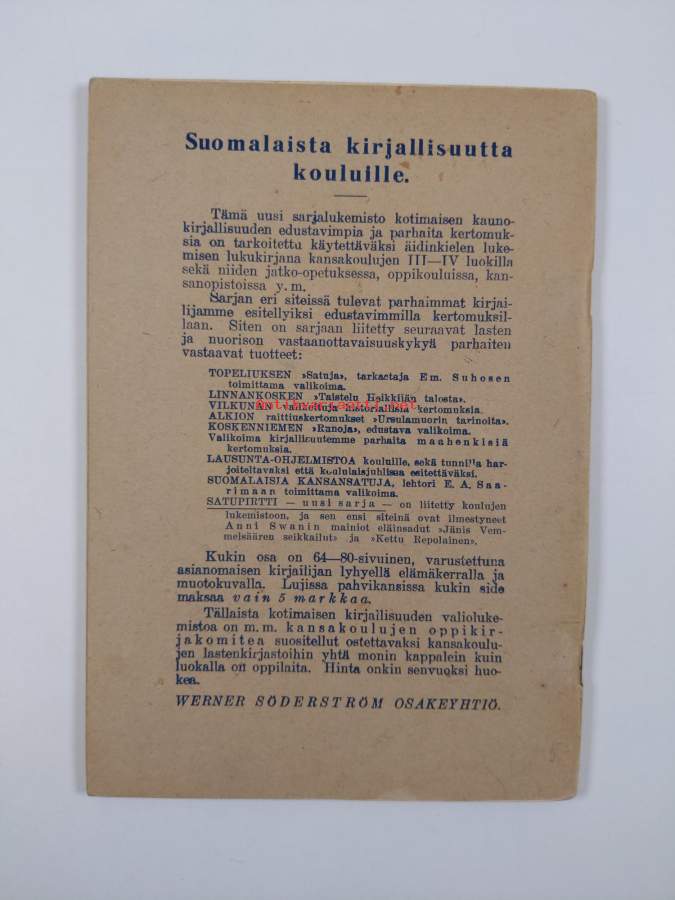 Suomalaista kirjallisuutta
kouluille.
Tämä uusi sarjalukemisto kotimaisen kauno-
kirjallisuuden edustavimpia ja parhaita kertomuk-
sia on tarkoitettu käytettäväksi äidinkielen luke-
misen lukukirjana kansakoulujen III—IV luokilla
sekä niiden jatko-opetuksessa, oppikouluissa, kan-
sanopistoissa y. m.
Sarjan eri siteissä tulevat parhaimmat kirjai-
lijamme esitellyiksi edustavimmilla kertomuksil-
laan. Siten on sarjaan liitetty seuraavat lasten
ja nuorison vastaanottavaisuuskykyä parhaiten
vastaavat tuotteet:
TOPELIUKSEN »Satuja», tarkastaja Em. Suhosen
toimittama valikoima.
LINNANKOSKEN »Taistelu Heikkilän talosta».
Antikvariaatti.net
VILKUNAN valikoituja historiallisia kertomuksia.
ALKION raittiuskertomukset »Ursulamuorin tarinoita».
KOSKENNIEMEN »Runoja», edustava valikoima.
Valikoima kirjallisuutemme parhaita maahenkisiä
kertomuksia.
LAUSUNTA-OHJELMISTOA kouluille, sekä tunnilla har-
joiteltavaksi että koululaisjuhlissa esitettäväksi.
SUOMALAISIA KANSANSATUJA, lehtori E. A. Saa-
rimaan toimittama valikoima.
SATUPIRTTI — uusi sarja — on liitetty koulujen
lukemistoon, ja sen ensi siteinä ovat ilmestyneet
Anni Swanin mainiot eläinsadut »Jänis Vem-
melsäären seikkailut» ja »Kettu Repolainen».
Kukin osa on 64—80-sivuinen, varustettuna
asianomaisen kirjailijan lyhyellä elämäkerralla ja
muotokuvalla. Lujissa pahvikansissa kukin side
maksaa vain 5 markkaa.
Tällaista kotimaisen kirjallisuuden valioluke-
mistoa on m. m. kansakoulujen oppikir-
jakomitea suositellut ostettavaksi kansakoulu-
jen lastenkirjastoihin yhtä monin kappalein kuin
luokalla on oppilaita. Hinta onkin senvuoksi huo-
kea.
WERNER SÖDERSTRÖM OSAKEYHTIÖ.